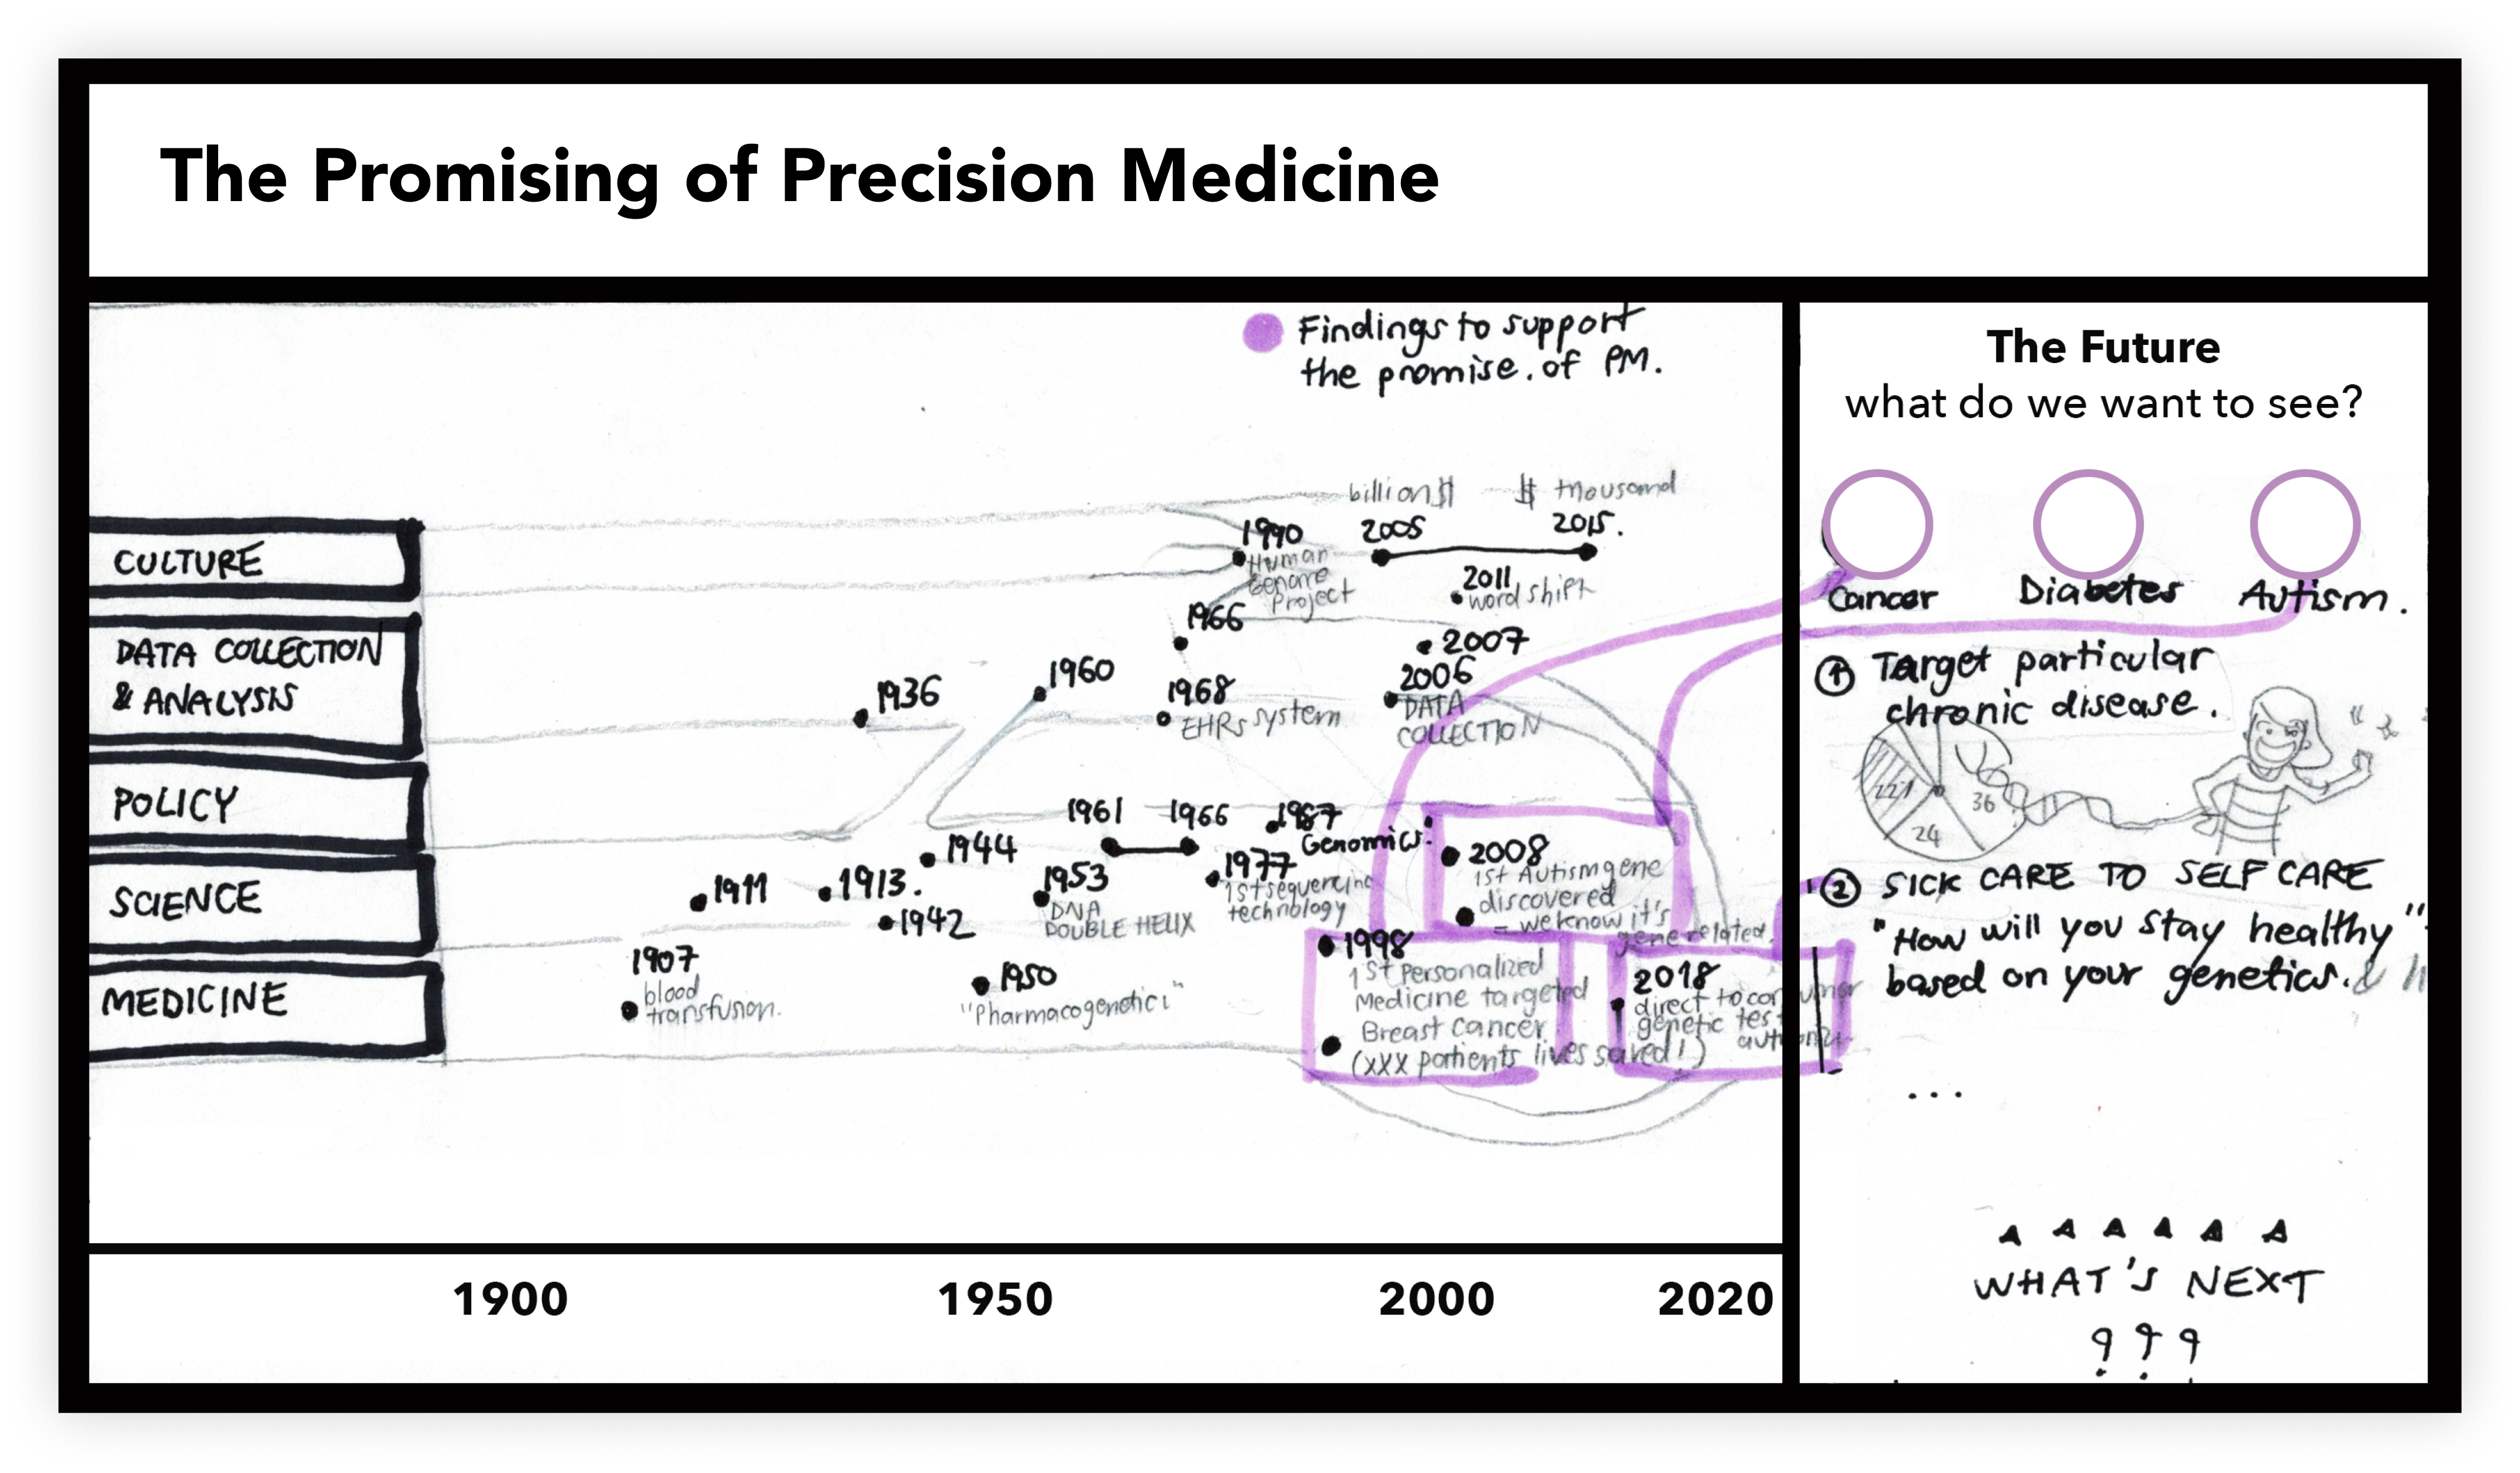 The Promising of Precision Medicine
Findings to support
the promise. of PM.
CULTURE
DATA COLLECTION
& ANALYSIS
POLICY
SCIENCE
MEDICINE
billion$ $ thousand
1990
Human
Genome
Project
2005
2015.
2011
word shift
1966
2007
1936
1960
1968
EHRs system
2006
DATA
COLLECTION
1961
1966
1987
Genomics
1944
1911
1913.
1942
1953
DNA
DOUBLE HELIX
1977
1st sequencing
technology
2008
1st Autism gene
discovered
= we know it's
gene related.
1907
blood
transfusion.
1950
"Pharmacogenetics"
1998
1st Personalized
Medicine targeted
Breast cancer
(xxx patients lives saved!)
2018
direct to consumer
genetic test
1900
1950
2000
2020
The Future
what do we want to see?
Cancer
Diabetes
Autism.
① Target particular
chronic disease.
36
24
② SICK CARE TO SELF CARE
"How will you stay healthy"
based on your genetics.
...
WHAT'S NEXT
? ? ?